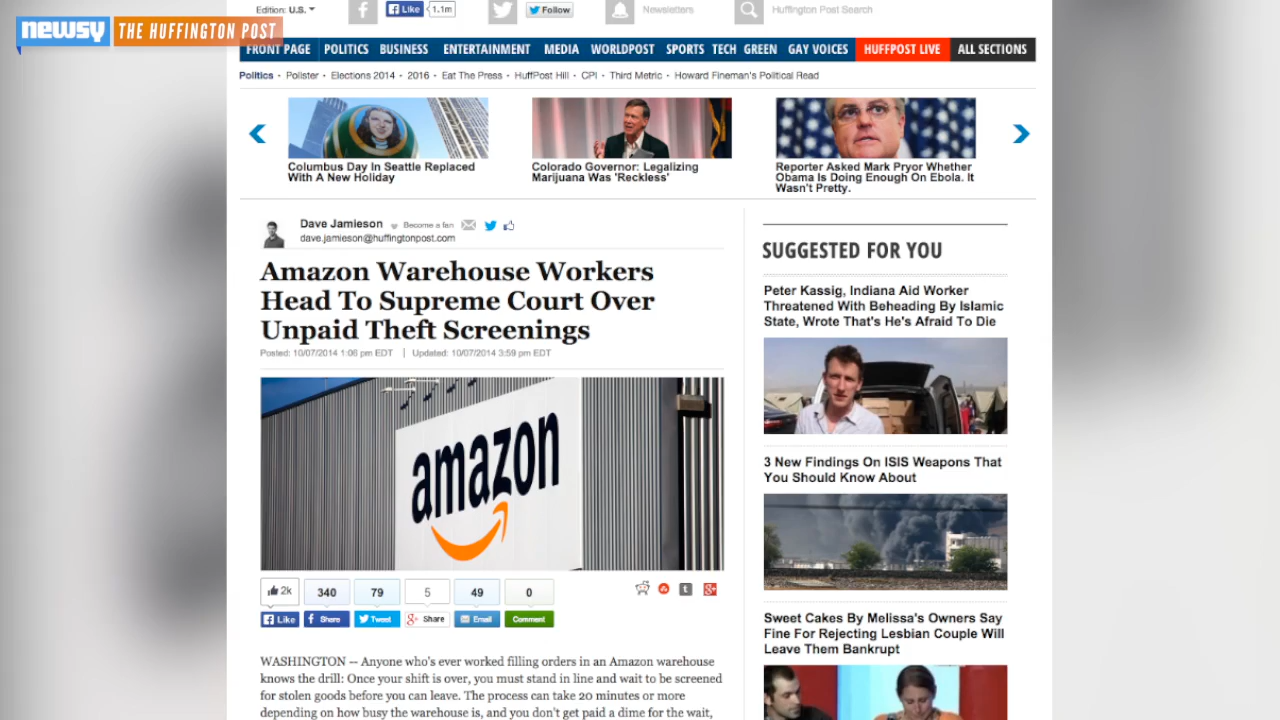 Edition: U.S.
Like
1.1m
Follow
Newsletters
Huffington Post Search
newsy
THE HUFFINGTON POST
FRONT PAGE
POLITICS
BUSINESS
ENTERTAINMENT
MEDIA
WORLDPOST
SPORTS
TECH
GREEN
GAY VOICES
HUFFPOST LIVE
ALL SECTIONS
Politics • Pollster • Elections 2014 • 2016 • Eat The Press • HuffPost Hill • CPI • Third Metric • Howard Fineman's Political Read
Columbus Day In Seattle Replaced
With A New Holiday
Colorado Governor: Legalizing
Marijuana Was 'Reckless'
Reporter Asked Mark Pryor Whether
Obama Is Doing Enough On Ebola. It
Wasn't Pretty.
Dave Jamieson
Become a fan
dave.jamieson@huffingtonpost.com
Amazon Warehouse Workers
Head To Supreme Court Over
Unpaid Theft Screenings
Posted: 10/07/2014 1:06 pm EDT | Updated: 10/07/2014 3:59 pm EDT
amazon
2k
340
79
5
49
0
Like
Share
Tweet
Share
Email
Comment
WASHINGTON -- Anyone who's ever worked filling orders in an Amazon warehouse
knows the drill: Once your shift is over, you must stand in line and wait to be screened
for stolen goods before you can leave. The process can take 20 minutes or more
depending on how busy the warehouse is, and you don't get paid a dime for the wait,
SUGGESTED FOR YOU
Peter Kassig, Indiana Aid Worker
Threatened With Beheading By Islamic
State, Wrote That's He's Afraid To Die
3 New Findings On ISIS Weapons That
You Should Know About
Sweet Cakes By Melissa's Owners Say
Fine For Rejecting Lesbian Couple Will
Leave Them Bankrupt